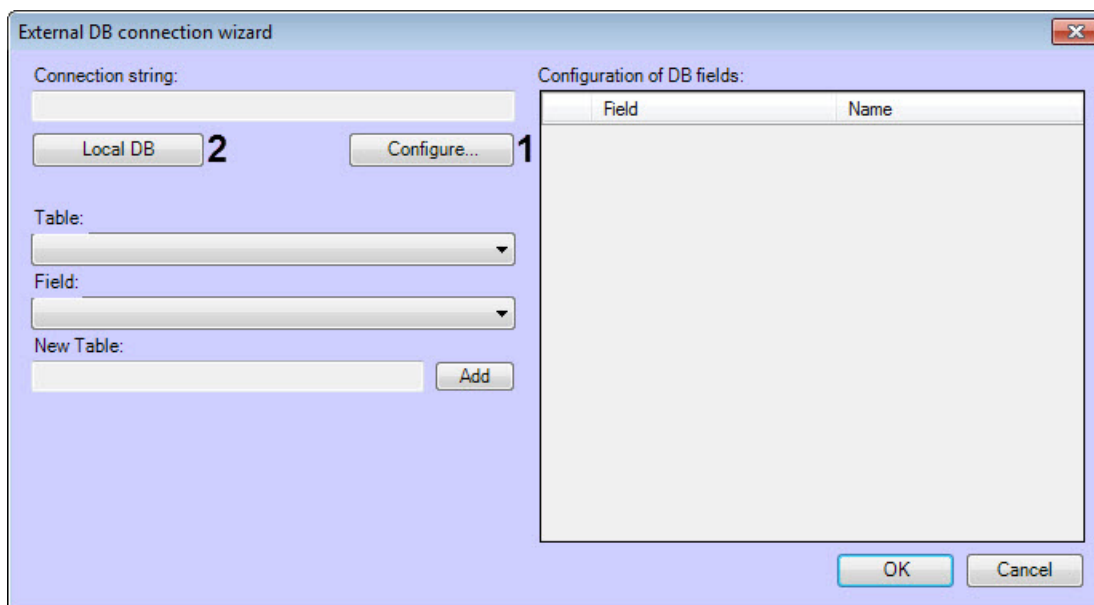 External DB connection wizard
Connection string:
Local DB 2 Configure... 1
Table:
Field:
New Table:
Add
Configuration of DB fields:
Field Name
OK Cancel